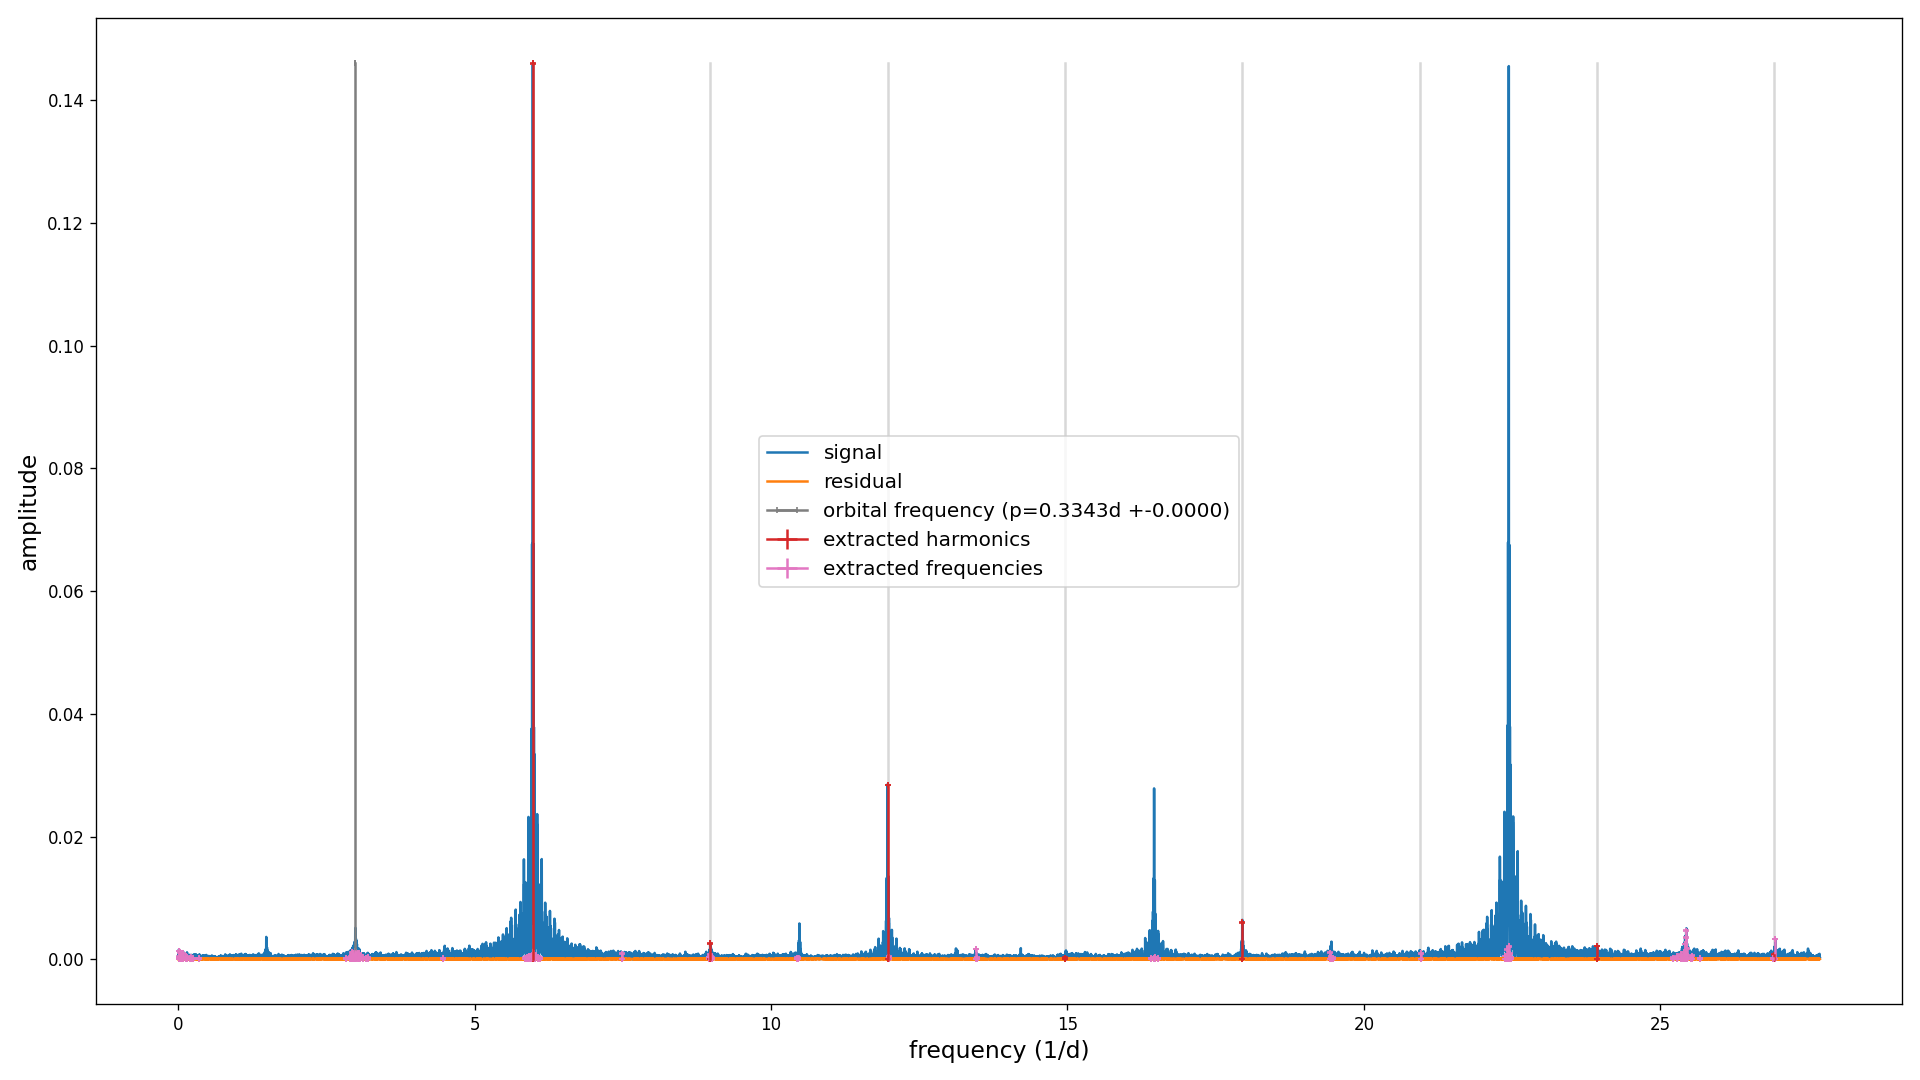 0.14
0.12
0.10
0.08
0.06
0.04
0.02
0.00
amplitude
signal
residual
orbital frequency (p=0.3343d +-0.0000)
extracted harmonics
extracted frequencies
0 5 10 15 20 25
frequency (1/d)